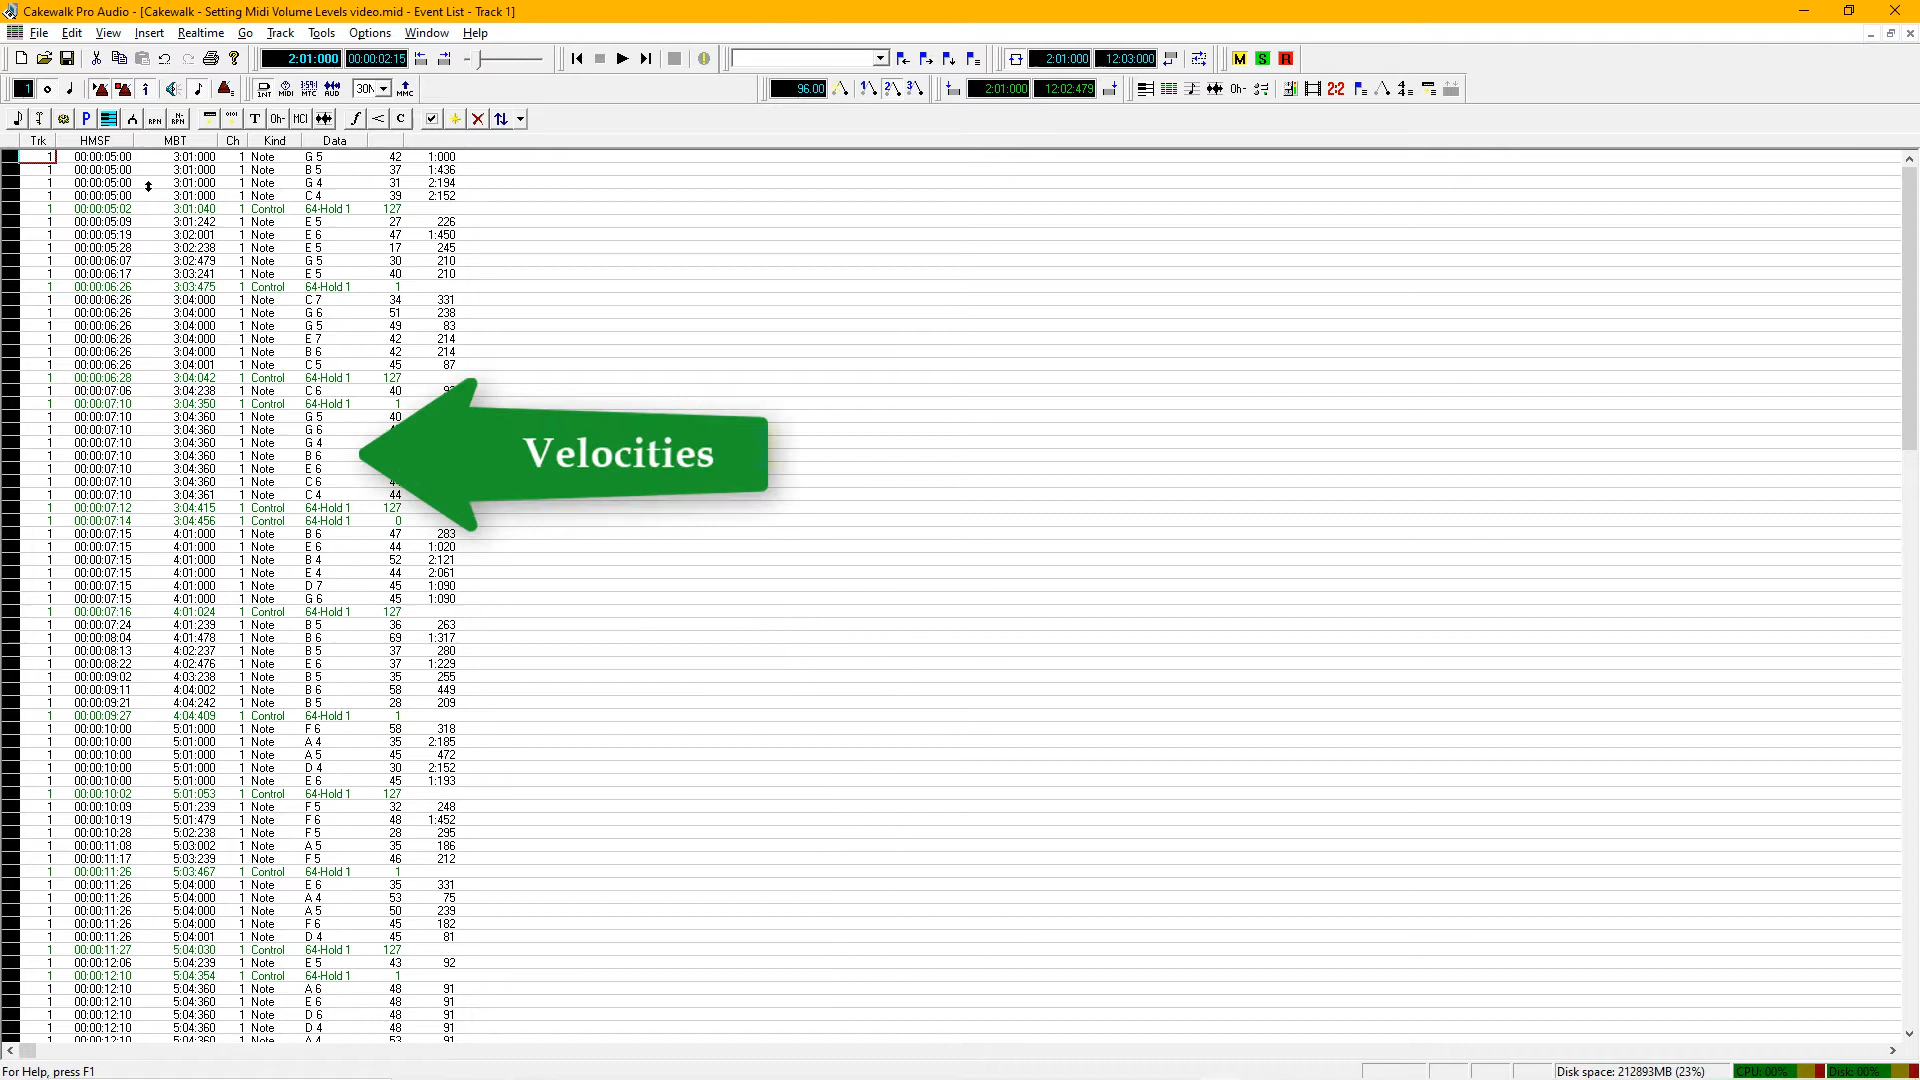 Cakewalk Pro Audio - [Cakewalk - Setting Midi Volume Levels video.mid - Event List - Track 1]
File Edit View Insert Realtime Go Track Tools Options Window Help
2:01:000 00:00:02:15 2:01:000 12:03:000 M S R
1 30N MIDI MTC AUD MMC 96.00 1 2 3 2:01:000 12:02:479 2:2
P RPN T MCI f C
Trk HMSF MBT Ch Kind Data
1 00:00:05:00 3:01:000 1 Note G 5 42 1:000
1 00:00:05:00 3:01:000 1 Note B 5 37 1:436
1 00:00:05:00 3:01:000 1 Note G 4 31 2:194
1 00:00:05:00 3:01:000 1 Note C 4 39 2:152
1 00:00:05:02 3:01:040 1 Control 64-Hold 1 127
1 00:00:05:09 3:01:242 1 Note E 5 27 226
1 00:00:05:19 3:02:001 1 Note E 6 47 1:450
1 00:00:05:28 3:02:238 1 Note E 5 17 245
1 00:00:06:07 3:02:479 1 Note G 5 30 210
1 00:00:06:17 3:03:241 1 Note E 5 40 210
1 00:00:06:26 3:03:475 1 Control 64-Hold 1 1
1 00:00:06:26 3:04:000 1 Note C 7 34 331
1 00:00:06:26 3:04:000 1 Note G 6 51 238
1 00:00:06:26 3:04:000 1 Note G 5 49 83
1 00:00:06:26 3:04:000 1 Note E 7 42 214
1 00:00:06:26 3:04:000 1 Note B 6 42 214
1 00:00:06:26 3:04:001 1 Note C 5 45 87
1 00:00:06:28 3:04:042 1 Control 64-Hold 1 127
1 00:00:07:06 3:04:238 1 Note C 6 40
1 00:00:07:10 3:04:350 1 Control 64-Hold 1 1
1 00:00:07:10 3:04:360 1 Note G 5 40
1 00:00:07:10 3:04:360 1 Note G 6
1 00:00:07:10 3:04:360 1 Note G 4
1 00:00:07:10 3:04:360 1 Note B 6
1 00:00:07:10 3:04:360 1 Note E 6
1 00:00:07:10 3:04:360 1 Note C 6
1 00:00:07:10 3:04:361 1 Note C 4 44
Velocities
1 00:00:07:12 3:04:415 1 Control 64-Hold 1 127
1 00:00:07:14 3:04:456 1 Control 64-Hold 1 0
1 00:00:07:15 4:01:000 1 Note B 6 47 283
1 00:00:07:15 4:01:000 1 Note E 6 44 1:020
1 00:00:07:15 4:01:000 1 Note B 4 52 2:121
1 00:00:07:15 4:01:000 1 Note E 4 44 2:061
1 00:00:07:15 4:01:000 1 Note D 7 45 1:090
1 00:00:07:15 4:01:000 1 Note G 6 45 1:090
1 00:00:07:16 4:01:024 1 Control 64-Hold 1 127
1 00:00:07:24 4:01:239 1 Note B 5 36 263
1 00:00:08:04 4:01:478 1 Note B 6 69 1:317
1 00:00:08:13 4:02:237 1 Note B 5 37 280
1 00:00:08:22 4:02:476 1 Note E 6 37 1:229
1 00:00:09:02 4:03:238 1 Note B 5 35 255
1 00:00:09:11 4:04:002 1 Note B 6 58 449
1 00:00:09:21 4:04:242 1 Note B 5 28 209
1 00:00:09:27 4:04:409 1 Control 64-Hold 1 1
1 00:00:10:00 5:01:000 1 Note F 6 58 318
1 00:00:10:00 5:01:000 1 Note A 4 35 2:185
1 00:00:10:00 5:01:000 1 Note A 5 45 472
1 00:00:10:00 5:01:000 1 Note D 4 30 2:152
1 00:00:10:00 5:01:000 1 Note E 6 45 1:193
1 00:00:10:02 5:01:053 1 Control 64-Hold 1 127
1 00:00:10:09 5:01:239 1 Note F 5 32 248
1 00:00:10:19 5:01:479 1 Note F 6 48 1:452
1 00:00:10:28 5:02:238 1 Note F 5 28 295
1 00:00:11:08 5:03:002 1 Note A 5 35 186
1 00:00:11:17 5:03:239 1 Note F 5 46 212
1 00:00:11:26 5:03:467 1 Control 64-Hold 1 1
1 00:00:11:26 5:04:000 1 Note E 6 35 331
1 00:00:11:26 5:04:000 1 Note A 4 53 75
1 00:00:11:26 5:04:000 1 Note A 5 50 239
1 00:00:11:26 5:04:000 1 Note F 6 45 182
1 00:00:11:26 5:04:001 1 Note D 4 45 81
1 00:00:11:27 5:04:030 1 Control 64-Hold 1 127
1 00:00:12:06 5:04:239 1 Note E 5 43 92
1 00:00:12:10 5:04:354 1 Control 64-Hold 1 1
1 00:00:12:10 5:04:360 1 Note A 6 48 91
1 00:00:12:10 5:04:360 1 Note E 6 48 91
1 00:00:12:10 5:04:360 1 Note D 6 48 91
1 00:00:12:10 5:04:360 1 Note D 4 48 91
1 00:00:12:10 5:04:360 1 Note A 4 53 91
For Help, press F1 Disk space: 212893MB (23%) CPU: 00% Disk: 00%